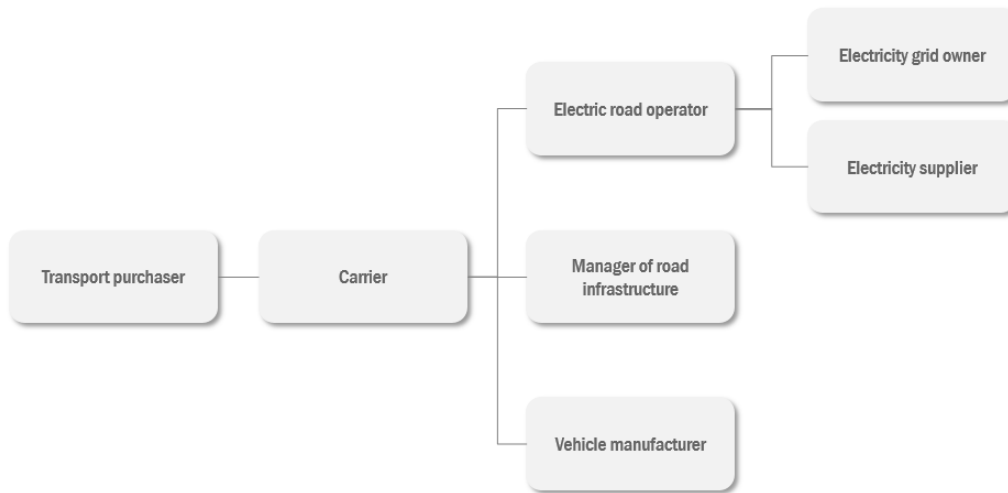 Electricity grid owner
Electric road operator
Electricity supplier
Transport purchaser
Carrier
Manager of road
infrastructure
Vehicle manufacturer